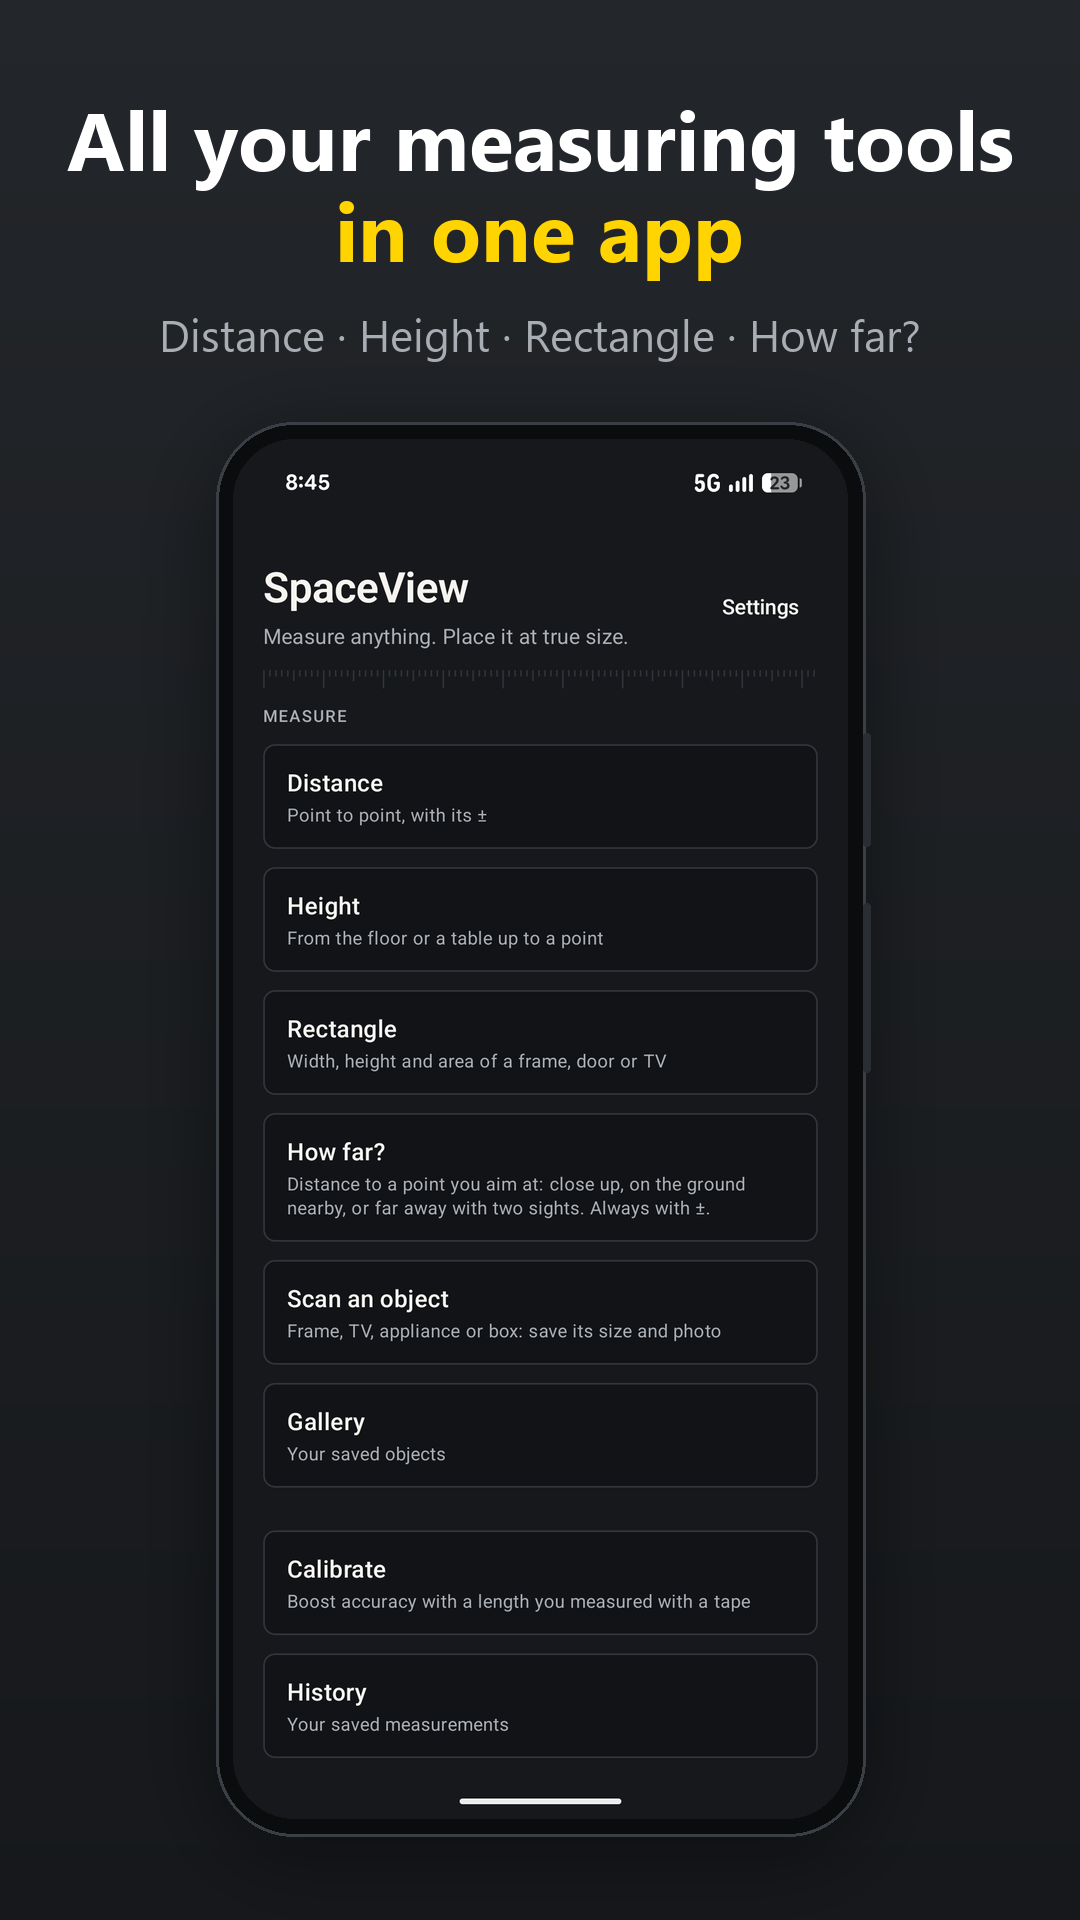 All your measuring tools
in one app
Distance · Height · Rectangle · How far?
8:45
5G 23
SpaceView
Settings
Measure anything. Place it at true size.
MEASURE
Distance
Point to point, with its ±
Height
From the floor or a table up to a point
Rectangle
Width, height and area of a frame, door or TV
How far?
Distance to a point you aim at: close up, on the ground
nearby, or far away with two sights. Always with ±.
Scan an object
Frame, TV, appliance or box: save its size and photo
Gallery
Your saved objects
Calibrate
Boost accuracy with a length you measured with a tape
History
Your saved measurements